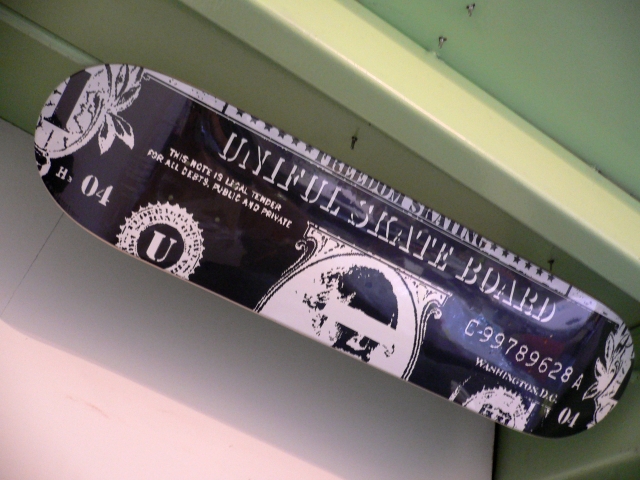 FREEDOM SKATING
UNIFUL SKATE BOARD
THIS NOTE IS LEGAL TENDER
FOR ALL DEBTS, PUBLIC AND PRIVATE
H 04
U
C 99789628 A
WASHINGTON, D.C.
04